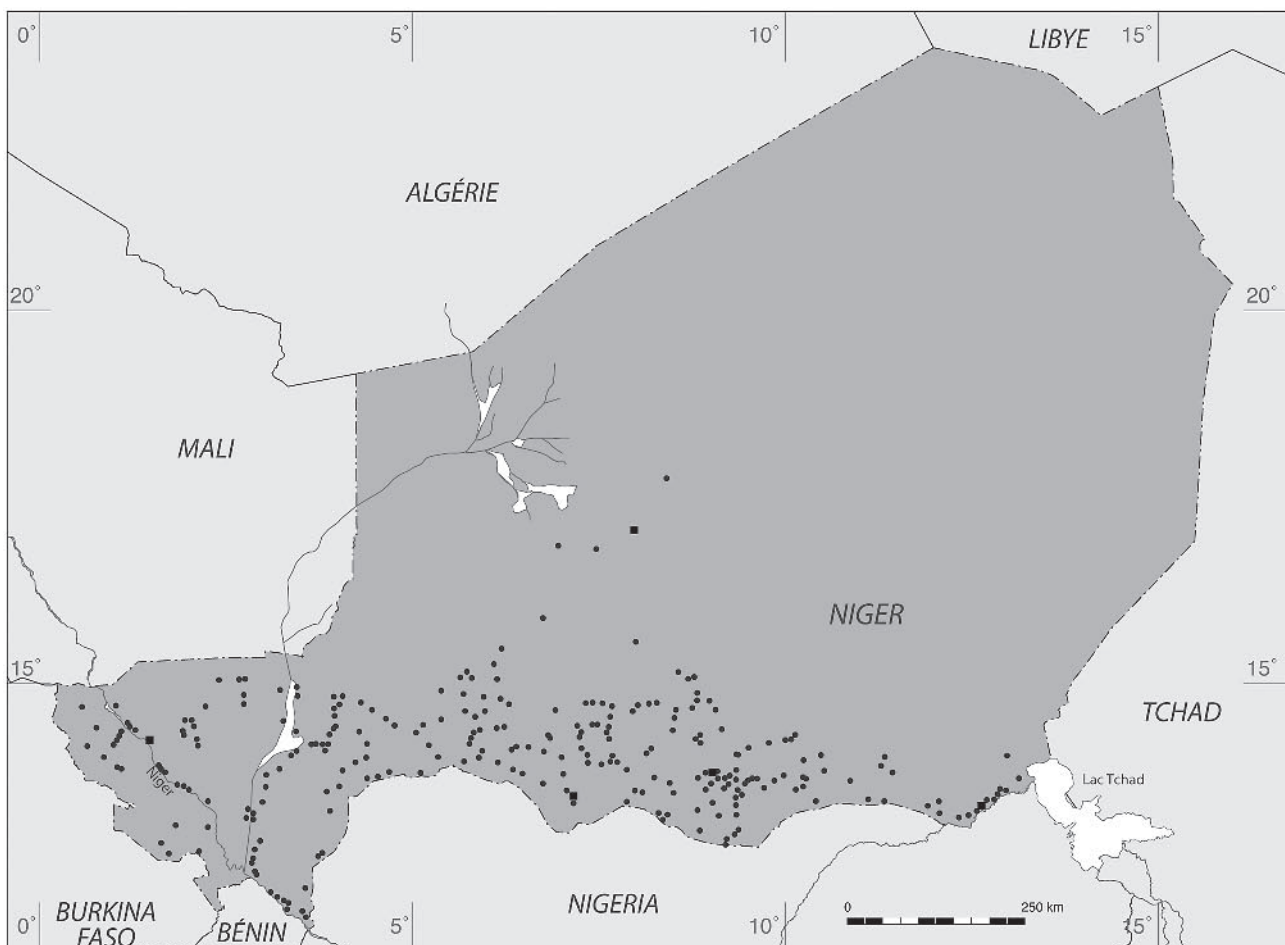 0°
5°
10°
LIBYE
15°
ALGÉRIE
20°
20°
MALI
NIGER
15°
15°
TCHAD
Niger
Lac Tchad
NIGERIA
0
250 km
0°
BURKINA
FASO
BÉNIN
5°
10°
15°